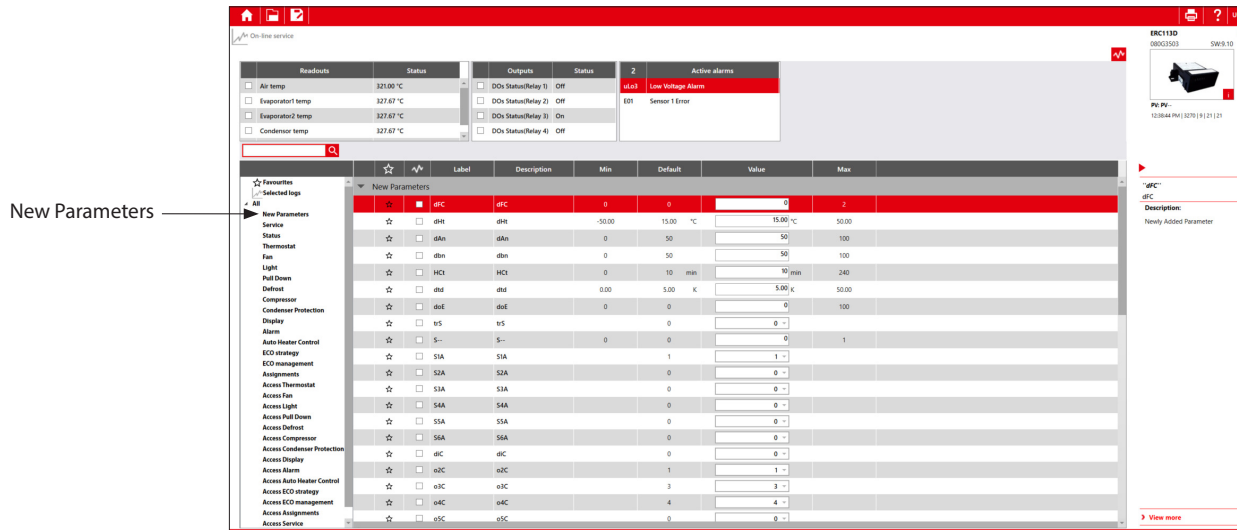 U
On-line service
ERC113D
080G3503 SW:9.10
Readouts Status
Air temp 321.00 °C
Evaporator1 temp 327.67 °C
Evaporator2 temp 327.67 °C
Condensor temp 327.67 °C
Outputs Status
DOs Status(Relay 1) Off
DOs Status(Relay 2) Off
DOs Status(Relay 3) On
DOs Status(Relay 4) Off
2 Active alarms
uLo3 Low Voltage Alarm
E01 Sensor 1 Error
i
PV: PV--
12:38:44 PM | 3270 | 9 | 21 | 21
New Parameters
Favourites
Selected logs
All
New Parameters
Service
Status
Thermostat
Fan
Light
Pull Down
Defrost
Compressor
Condenser Protection
Display
Alarm
Auto Heater Control
ECO strategy
ECO management
Assignments
Access Thermostat
Access Fan
Access Light
Access Pull Down
Access Defrost
Access Compressor
Access Condenser Protection
Access Display
Access Alarm
Access Auto Heater Control
Access ECO strategy
Access ECO management
Access Assignments
Access Service
Label Description Min Default Value Max
New Parameters
dFC dFC 0 0 0 2
dHt dHt -50.00 15.00 °C 15.00 °C 50.00
dAn dAn 0 50 50 100
dbn dbn 0 50 50 100
HCt HCt 0 10 min 10 min 240
dtd dtd 0.00 5.00 K 5.00 K 50.00
doE doE 0 0 0 100
trS trS 0 0
S-- S-- 0 0 0 1
S1A S1A 1 1
S2A S2A 0 0
S3A S3A 0 0
S4A S4A 0 0
S5A S5A 0 0
S6A S6A 0 0
diC diC 0 0
o2C o2C 1 1
o3C o3C 3 3
o4C o4C 4 4
o5C o5C 0 0
"dFC"
dFC
Description:
Newly Added Parameter
View more